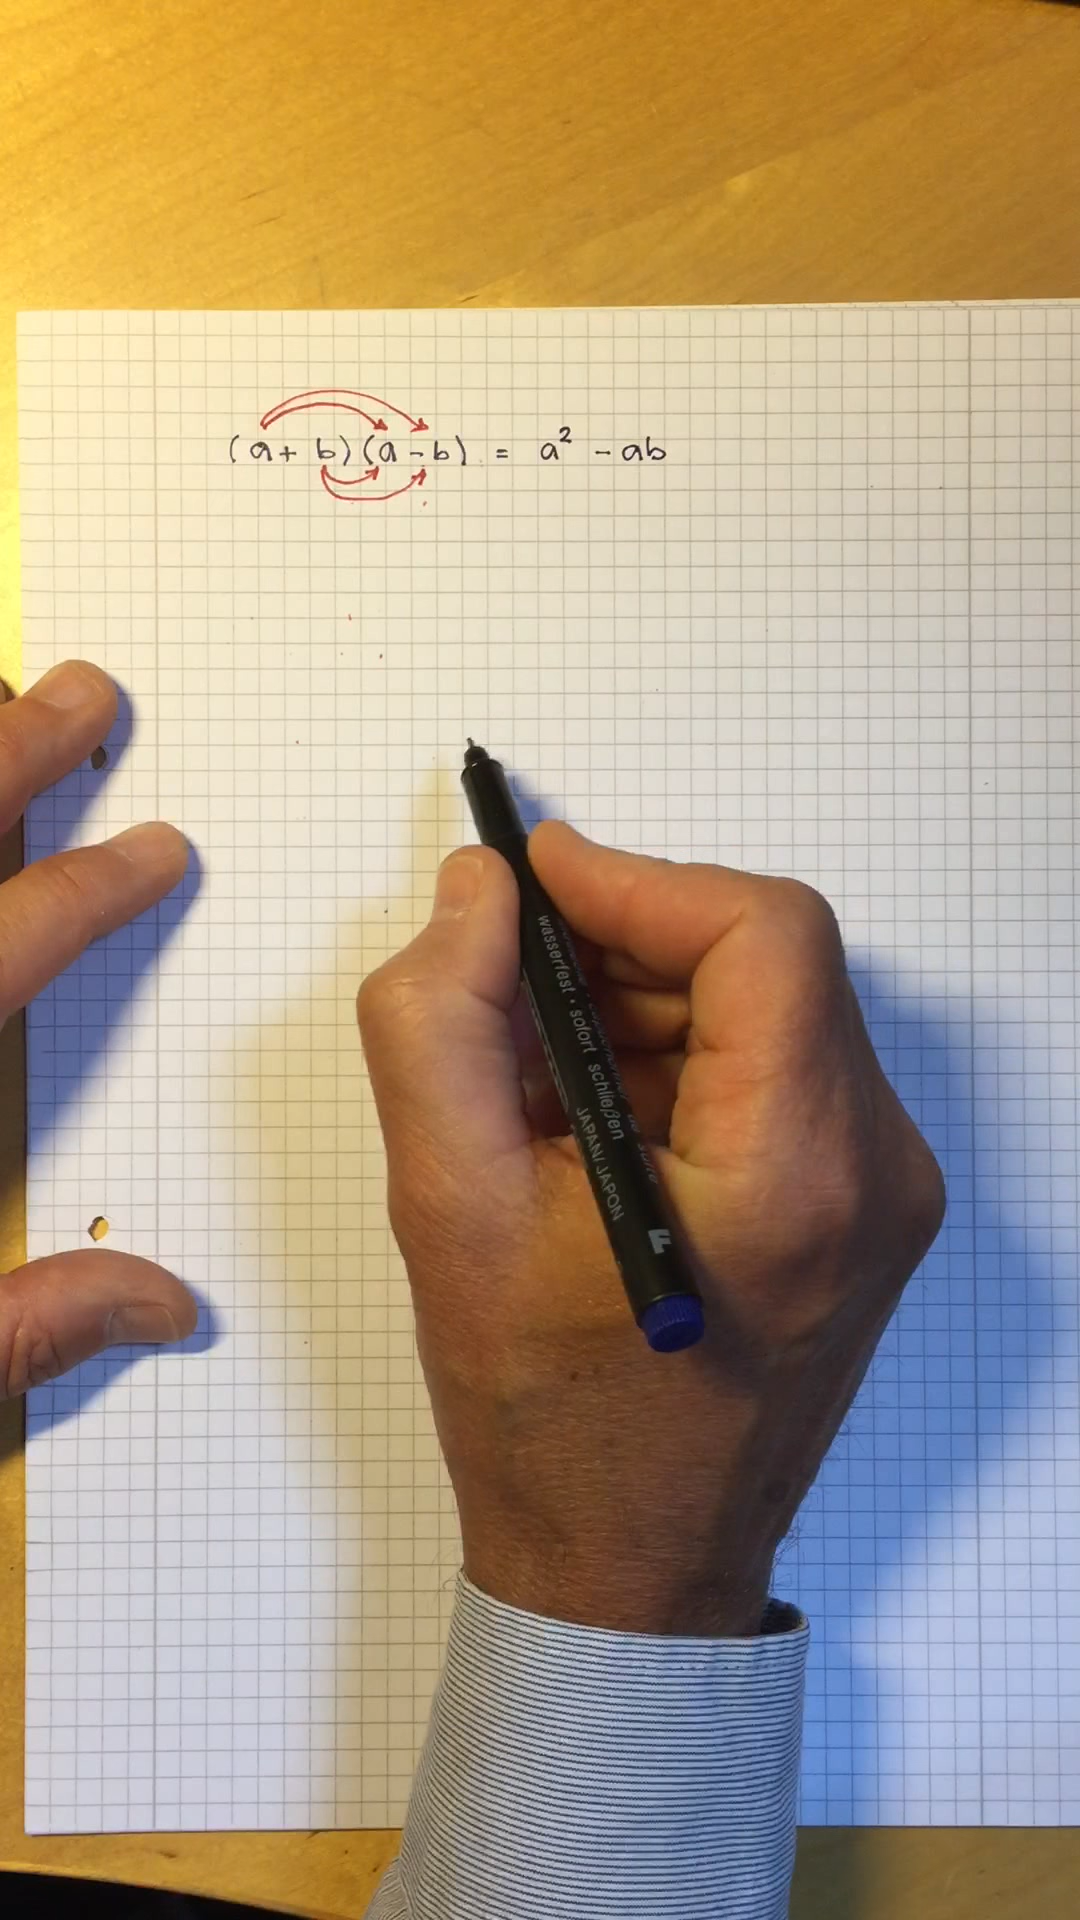 (a + b)(a - b) = a² - ab
wasserfest · sofort schließen
JAPAN/JAPON
F